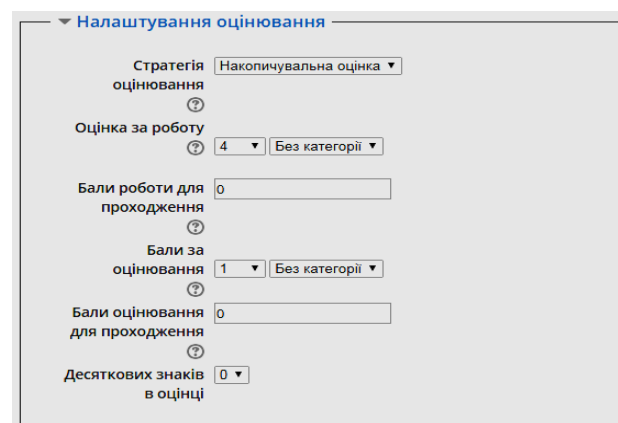 Налаштування оцінювання
Стратегія оцінювання Накопичувальна оцінка
Оцінка за роботу 4 Без категорії
Бали роботи для проходження 0
Бали за оцінювання 1 Без категорії
Бали оцінювання для проходження 0
Десяткових знаків в оцінці 0